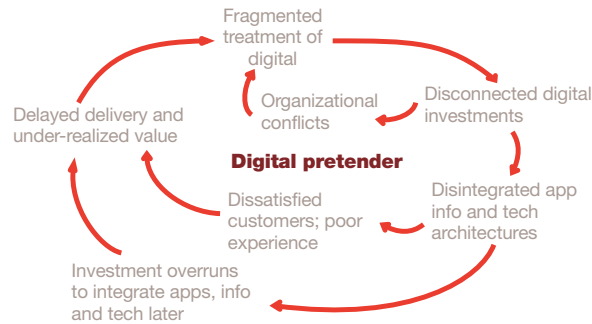 Fragmented
treatment of
digital
Disconnected digital
investments
Organizational
conflicts
Delayed delivery and
under-realized value
Digital pretender
Disintegrated app
info and tech
architectures
Dissatisfied
customers; poor
experience
Investment overruns
to integrate apps, info
and tech later